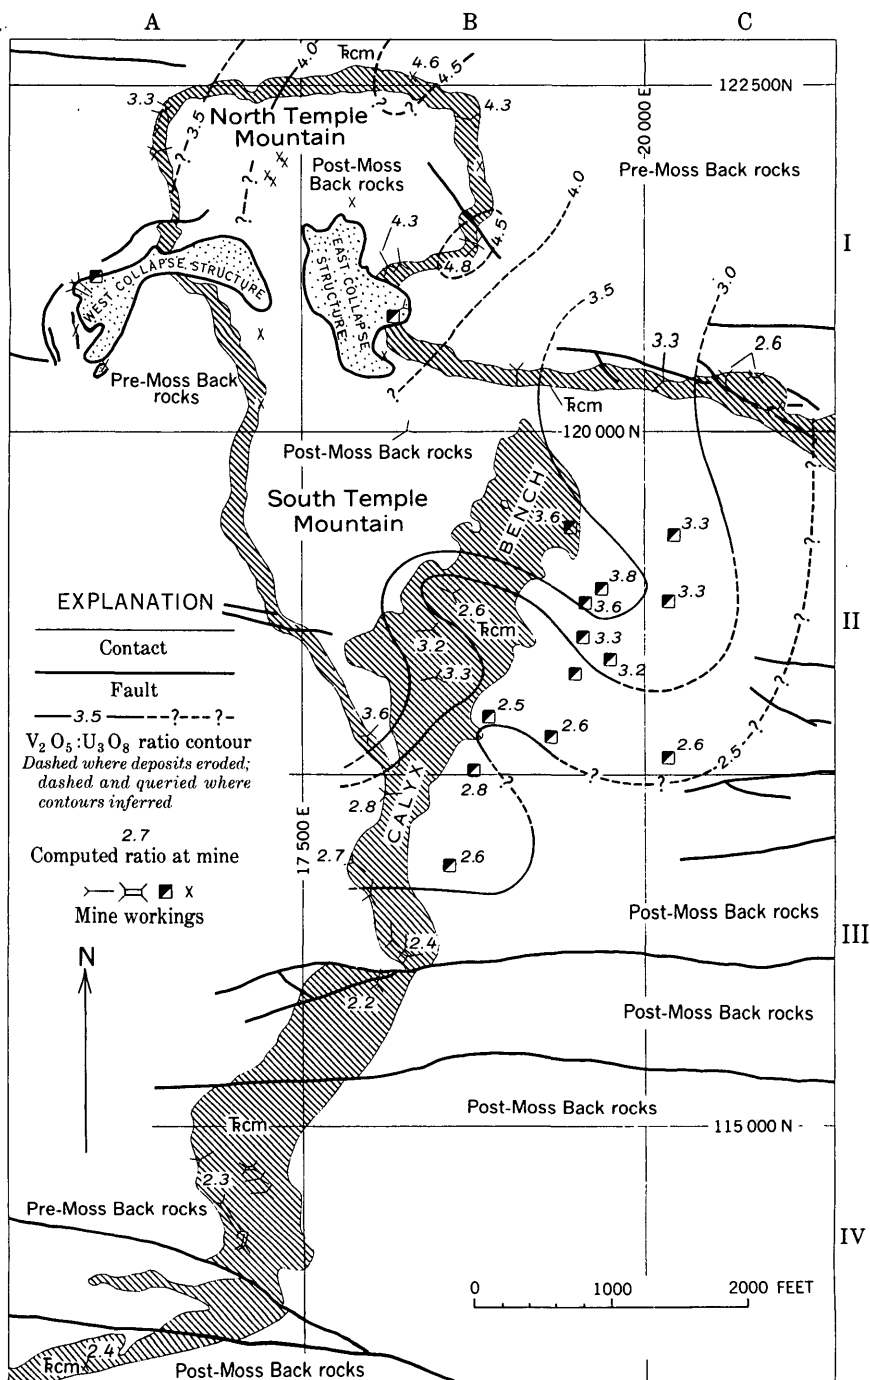 A B C
4.0
Ꞧcm
4.6
4.5
122500N
3.3
4.3
North Temple
Mountain
?—3.5
20 000 E
Post-Moss
Back rocks
Pre-Moss Back rocks
?—?
4.0
4.3
4.5
4.8
I
WEST COLLAPSE STRUCTURE
EAST COLLAPSE
STRUCTURE
3.5
3.0
3.3
2.6
?
Pre-Moss Back
rocks
Ꞧcm
120 000 N
Post-Moss Back rocks
?
South Temple
Mountain
BENCH
3.6
3.3
?
3.8
3.6
3.3
EXPLANATION
Contact
Fault
2.6
Ꞧcm
3.2
3.3
3.3
3.2
II
?
—3.5—---?--?-
V2O5:U3O8 ratio contour
Dashed where deposits eroded;
dashed and queried where
contours inferred
3.6
2.5
2.6
2.6
2.5
? ? ?
2.8
2.8
CALYX
17 500 E
2.7
Computed ratio at mine
2.7
2.6
Mine workings
Post-Moss Back rocks
III
N
2.4
2.2
Post-Moss Back rocks
Post-Moss Back rocks
Ꞧcm
115 000 N
2.3
Pre-Moss Back rocks
IV
0 1000 2000 FEET
2.4
Ꞧcm
Post-Moss Back rocks